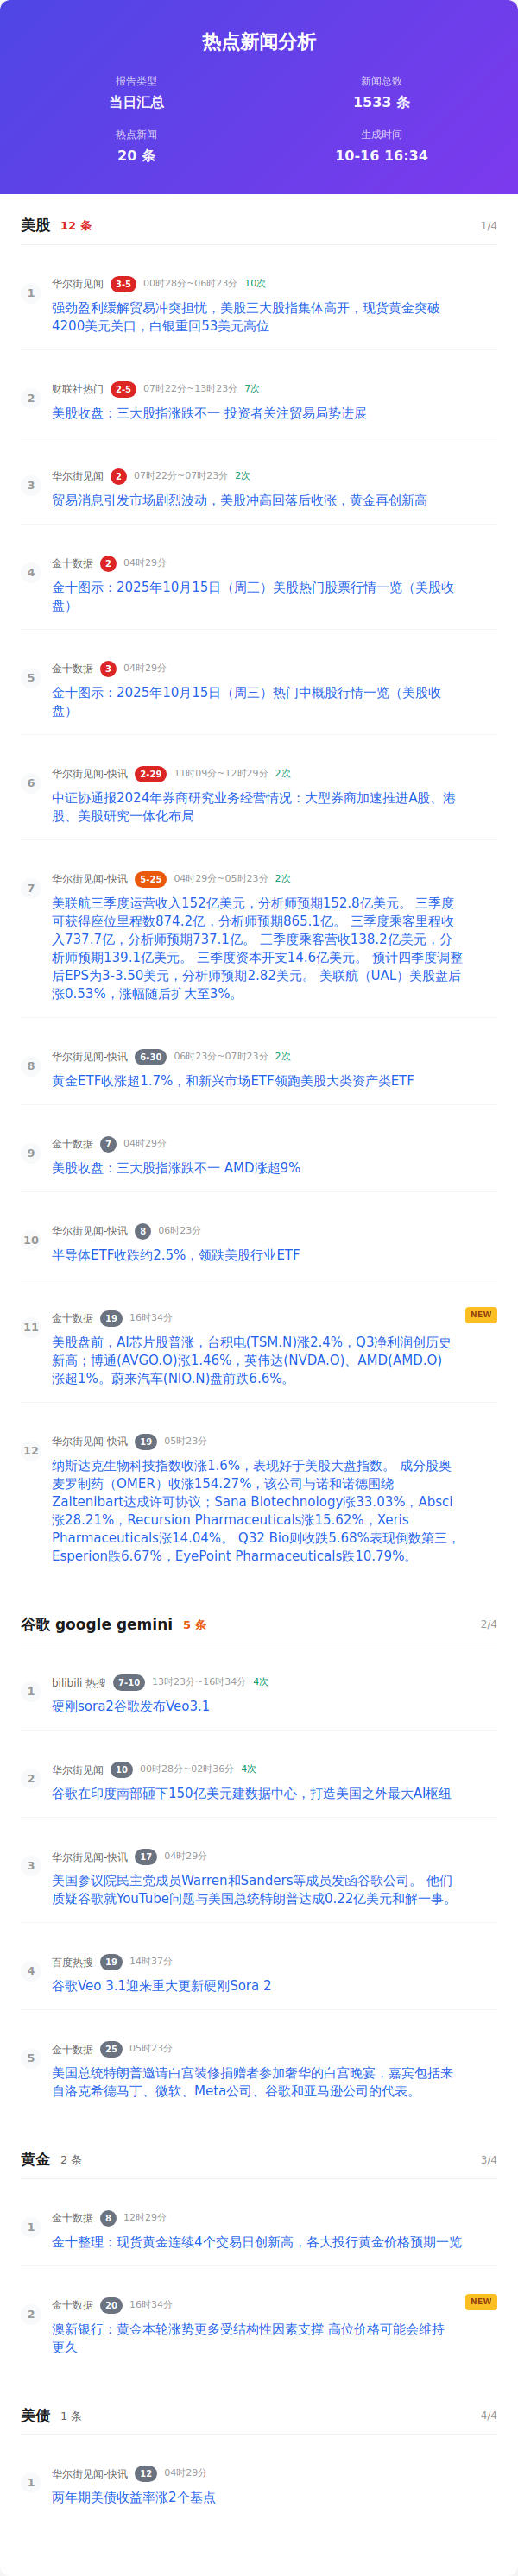 热点新闻分析
报告类型
新闻总数
当日汇总
1533 条
热点新闻
生成时间
20 条
10-16 16:34
美股 12 条 1/4
1
华尔街见闻 3-5 00时28分~06时23分 10次
强劲盈利缓解贸易冲突担忧，美股三大股指集体高开，现货黄金突破
4200美元关口，白银重回53美元高位
2
财联社热门 2-5 07时22分~13时23分 7次
美股收盘：三大股指涨跌不一 投资者关注贸易局势进展
3
华尔街见闻 2 07时22分~07时23分 2次
贸易消息引发市场剧烈波动，美股冲高回落后收涨，黄金再创新高
4
金十数据 2 04时29分
金十图示：2025年10月15日（周三）美股热门股票行情一览（美股收
盘）
5
金十数据 3 04时29分
金十图示：2025年10月15日（周三）热门中概股行情一览（美股收
盘）
6
华尔街见闻-快讯 2-29 11时09分~12时29分 2次
中证协通报2024年券商研究业务经营情况：大型券商加速推进A股、港
股、美股研究一体化布局
7
华尔街见闻-快讯 5-25 04时29分~05时23分 2次
美联航三季度运营收入152亿美元，分析师预期152.8亿美元。 三季度
可获得座位里程数874.2亿，分析师预期865.1亿。 三季度乘客里程收
入737.7亿，分析师预期737.1亿。 三季度乘客营收138.2亿美元，分
析师预期139.1亿美元。 三季度资本开支14.6亿美元。 预计四季度调整
后EPS为3-3.50美元，分析师预期2.82美元。 美联航（UAL）美股盘后
涨0.53%，涨幅随后扩大至3%。
8
华尔街见闻-快讯 6-30 06时23分~07时23分 2次
黄金ETF收涨超1.7%，和新兴市场ETF领跑美股大类资产类ETF
9
金十数据 7 04时29分
美股收盘：三大股指涨跌不一 AMD涨超9%
10
华尔街见闻-快讯 8 06时23分
半导体ETF收跌约2.5%，领跌美股行业ETF
11
金十数据 19 16时34分
NEW
美股盘前，AI芯片股普涨，台积电(TSM.N)涨2.4%，Q3净利润创历史
新高；博通(AVGO.O)涨1.46%，英伟达(NVDA.O)、AMD(AMD.O)
涨超1%。蔚来汽车(NIO.N)盘前跌6.6%。
12
华尔街见闻-快讯 19 05时23分
纳斯达克生物科技指数收涨1.6%，表现好于美股大盘指数。 成分股奥
麦罗制药（OMER）收涨154.27%，该公司与诺和诺德围绕
Zaltenibart达成许可协议；Sana Biotechnology涨33.03%，Absci
涨28.21%，Recursion Pharmaceuticals涨15.62%，Xeris
Pharmaceuticals涨14.04%。 Q32 Bio则收跌5.68%表现倒数第三，
Esperion跌6.67%，EyePoint Pharmaceuticals跌10.79%。
谷歌 google gemini 5 条 2/4
1
bilibili 热搜 7-10 13时23分~16时34分 4次
硬刚sora2谷歌发布Veo3.1
2
华尔街见闻 10 00时28分~02时36分 4次
谷歌在印度南部砸下150亿美元建数据中心，打造美国之外最大AI枢纽
3
华尔街见闻-快讯 17 04时29分
美国参议院民主党成员Warren和Sanders等成员发函谷歌公司。 他们
质疑谷歌就YouTube问题与美国总统特朗普达成0.22亿美元和解一事。
4
百度热搜 19 14时37分
谷歌Veo 3.1迎来重大更新硬刚Sora 2
5
金十数据 25 05时23分
美国总统特朗普邀请白宫装修捐赠者参加奢华的白宫晚宴，嘉宾包括来
自洛克希德马丁、微软、Meta公司、谷歌和亚马逊公司的代表。
黄金 2 条 3/4
1
金十数据 8 12时29分
金十整理：现货黄金连续4个交易日创新高，各大投行黄金价格预期一览
2
金十数据 20 16时34分
NEW
澳新银行：黄金本轮涨势更多受结构性因素支撑 高位价格可能会维持
更久
美债 1 条 4/4
1
华尔街见闻-快讯 12 04时29分
两年期美债收益率涨2个基点